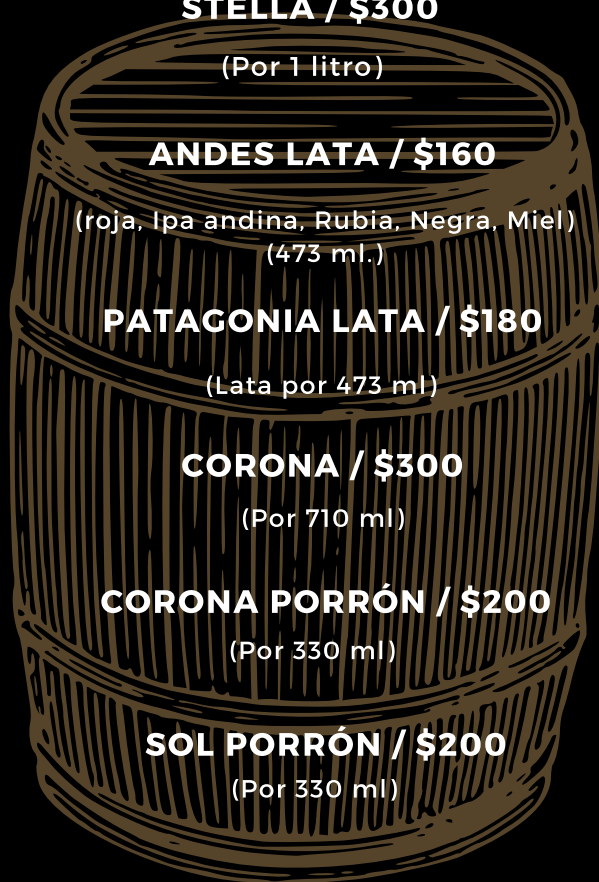 STELLA / $300
(Por 1 litro)
ANDES LATA / $160
(roja, Ipa andina, Rubia, Negra, Miel)
(473 ml.)
PATAGONIA LATA / $180
(Lata por 473 ml)
CORONA / $300
(Por 710 ml)
CORONA PORRÓN / $200
(Por 330 ml)
SOL PORRÓN / $200
(Por 330 ml)